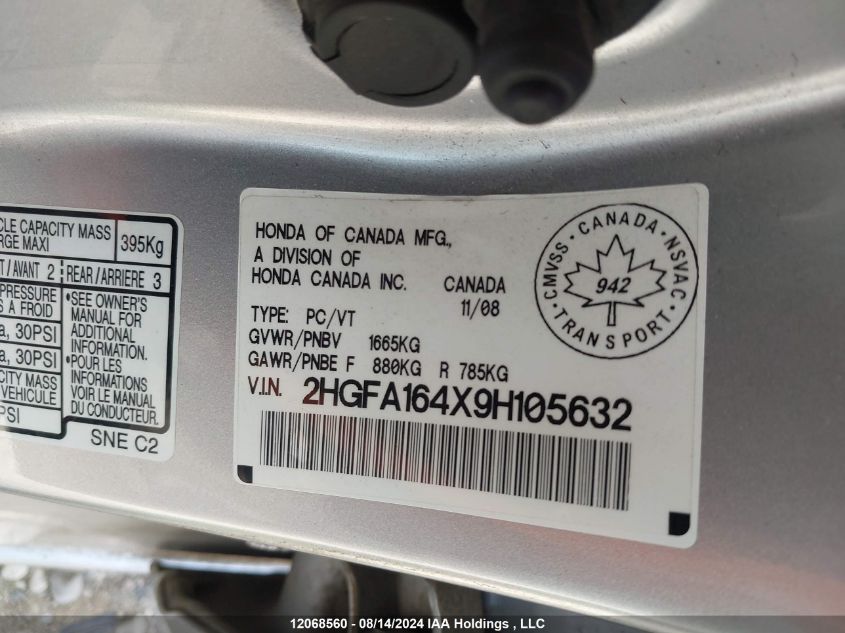 CLE CAPACITY MASS
RGE MAXI
395Kg
T / AVANT 2
REAR/ARRIERE 3
PRESSURE
S A FROID
a, 30PSI
a, 30PSI
CITY MASS
VEHICULE
PSI
•SEE OWNER'S
MANUAL FOR
ADDITIONAL
INFORMATION.
•POUR LES
INFORMATIONS
VOIR LE MANUAL
DU CONDUCTEUR.
SNE C2
HONDA OF CANADA MFG.,
A DIVISION OF
HONDA CANADA INC. CANADA
11/08
TYPE: PC/VT
GVWR/PNBV 1665KG
GAWR/PNBE F 880KG R 785KG
V.I.N. 2HGFA164X9H105632
CMVSS · CANADA · NSVAC · TRANSPORT ·
942
12068560 - 08/14/2024 IAA Holdings, LLC